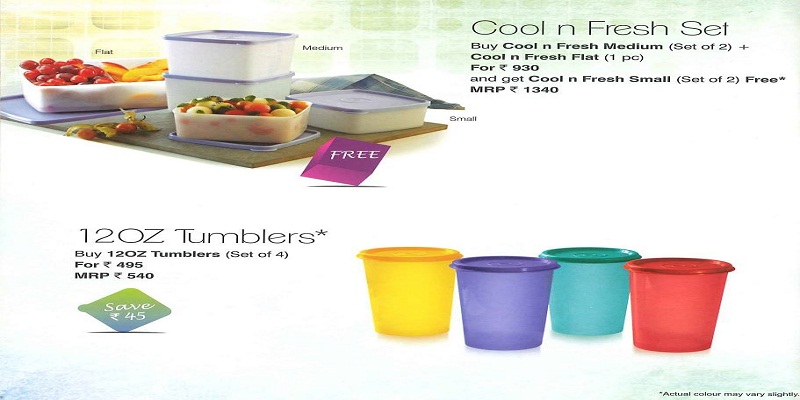 Cool n Fresh Set
Buy Cool n Fresh Medium (Set of 2) +
Cool n Fresh Flat (1 pc)
For ₹ 930
and get Cool n Fresh Small (Set of 2) Free*
MRP ₹ 1340
Flat
Medium
Small
FREE
12OZ Tumblers*
Buy 12OZ Tumblers (Set of 4)
For ₹ 495
MRP ₹ 540
Save
₹ 45
*Actual colour may vary slightly.